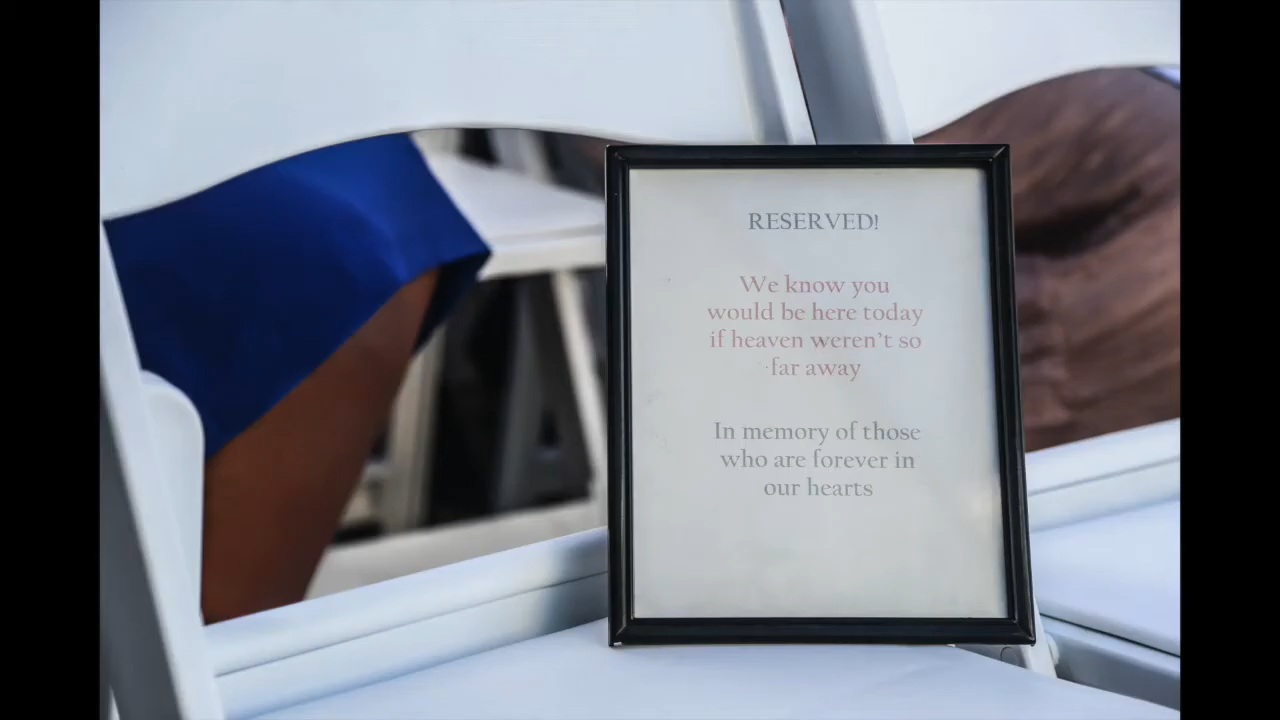 RESERVED!
We know you
would be here today
if heaven weren't so
far away
In memory of those
who are forever in
our hearts